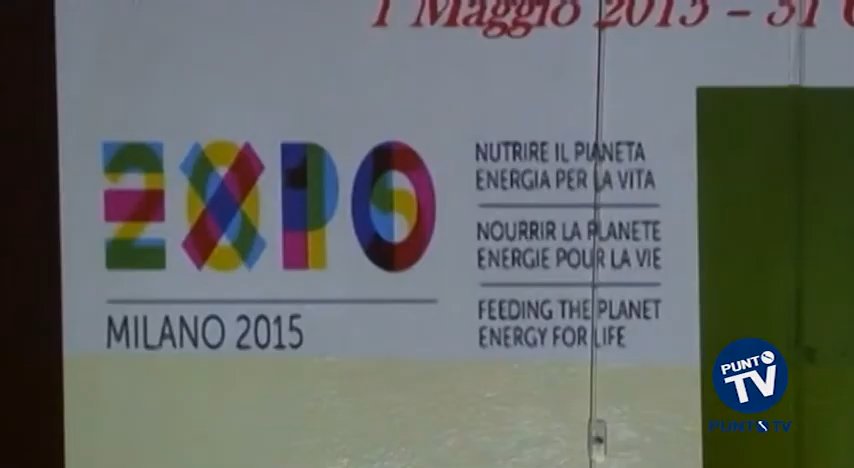 1 Maggio 2015 - 31
EXPO
MILANO 2015
NUTRIRE IL PIANETA
ENERGIA PER LA VITA
NOURRIR LA PLANETE
ENERGIE POUR LA VIE
FEEDING THE PLANET
ENERGY FOR LIFE
PUNTO
TV
PUNTO TV